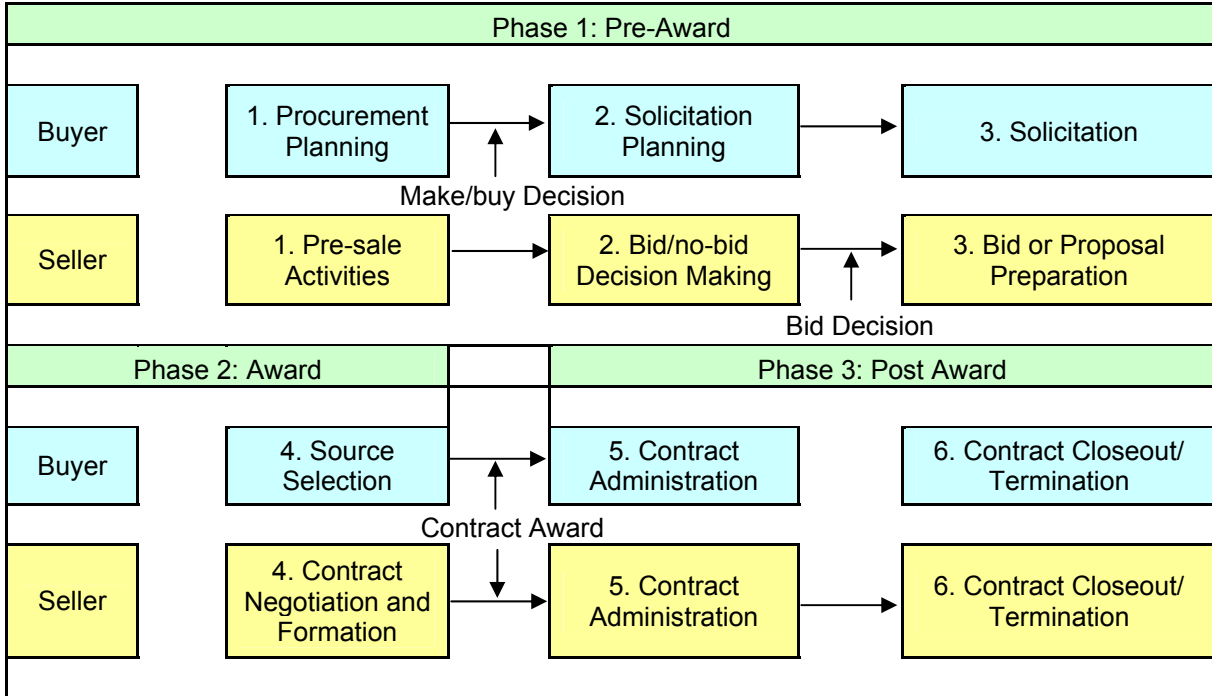 Phase 1: Pre-Award
Buyer
1. Procurement
Planning
2. Solicitation
Planning
3. Solicitation
Make/buy Decision
Seller
1. Pre-sale
Activities
2. Bid/no-bid
Decision Making
3. Bid or Proposal
Preparation
Bid Decision
Phase 2: Award
Phase 3: Post Award
Buyer
4. Source
Selection
5. Contract
Administration
6. Contract Closeout/
Termination
Contract Award
Seller
4. Contract
Negotiation and
Formation
5. Contract
Administration
6. Contract Closeout/
Termination